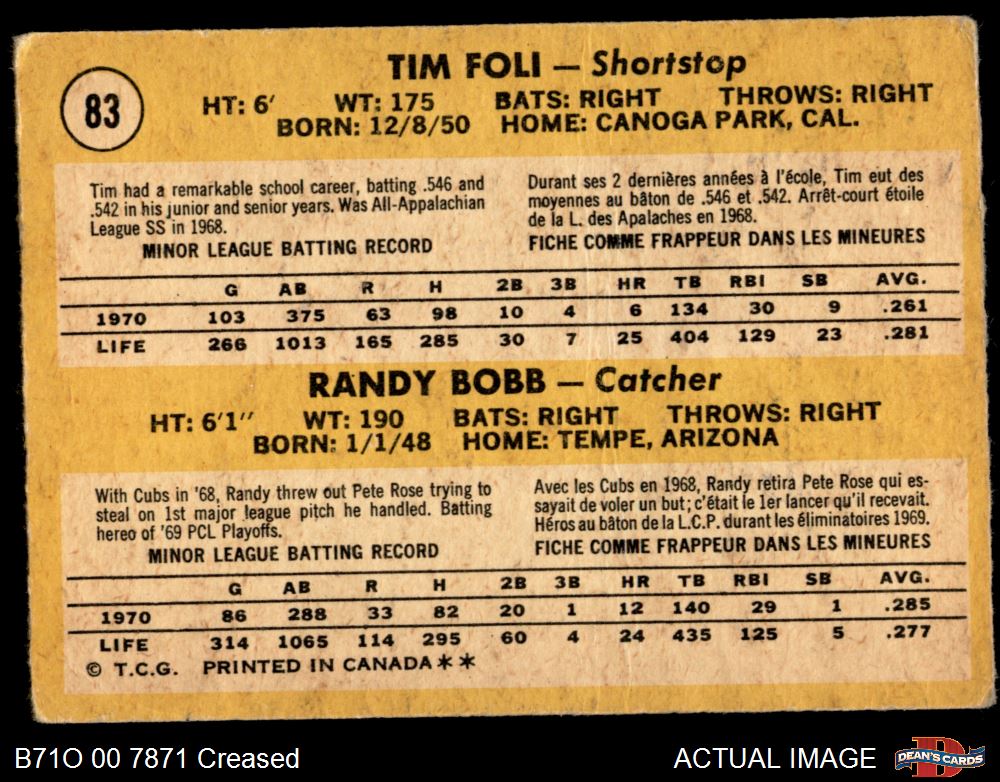 83
TIM FOLI — Shortstop
HT: 6' WT: 175 BATS: RIGHT THROWS: RIGHT
BORN: 12/8/50 HOME: CANOGA PARK, CAL.
Tim had a remarkable school career, batting .546 and
.542 in his junior and senior years. Was All-Appalachian
League SS in 1968.
MINOR LEAGUE BATTING RECORD
Durant ses 2 dernières années à l'école, Tim eut des
moyennes au bâton de .546 et .542. Arrêt-court étoile
de la L. des Apalaches en 1968.
FICHE COMME FRAPPEUR DANS LES MINEURES
G AB R H 2B 3B HR TB RBI SB AVG.
1970 103 375 63 98 10 4 6 134 30 9 .261
LIFE 266 1013 165 285 30 7 25 404 129 23 .281
RANDY BOBB — Catcher
HT: 6'1" WT: 190 BATS: RIGHT THROWS: RIGHT
BORN: 1/1/48 HOME: TEMPE, ARIZONA
With Cubs in '68, Randy threw out Pete Rose trying to
steal on 1st major league pitch he handled. Batting
hereo of '69 PCL Playoffs.
MINOR LEAGUE BATTING RECORD
Avec les Cubs en 1968, Randy retira Pete Rose qui es-
sayait de voler un but; c'était le 1er lancer qu'il recevait.
Héros au bâton de la L.C.P. durant les éliminatoires 1969.
FICHE COMME FRAPPEUR DANS LES MINEURES
G AB R H 2B 3B HR TB RBI SB AVG.
1970 86 288 33 82 20 1 12 140 29 1 .285
LIFE 314 1065 114 295 60 4 24 435 125 5 .277
© T.C.G. PRINTED IN CANADA**
B71O 00 7871 Creased
ACTUAL IMAGE
D
DEAN'S CARDS